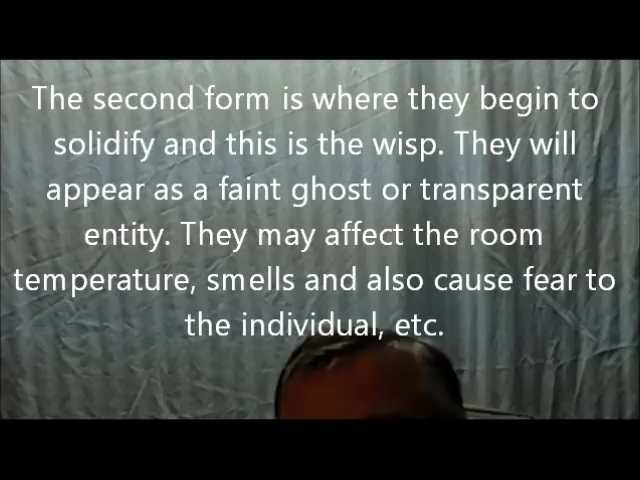 The second form is where they begin to
solidify and this is the wisp. They will
appear as a faint ghost or transparent
entity. They may affect the room
temperature, smells and also cause fear to
the individual, etc.